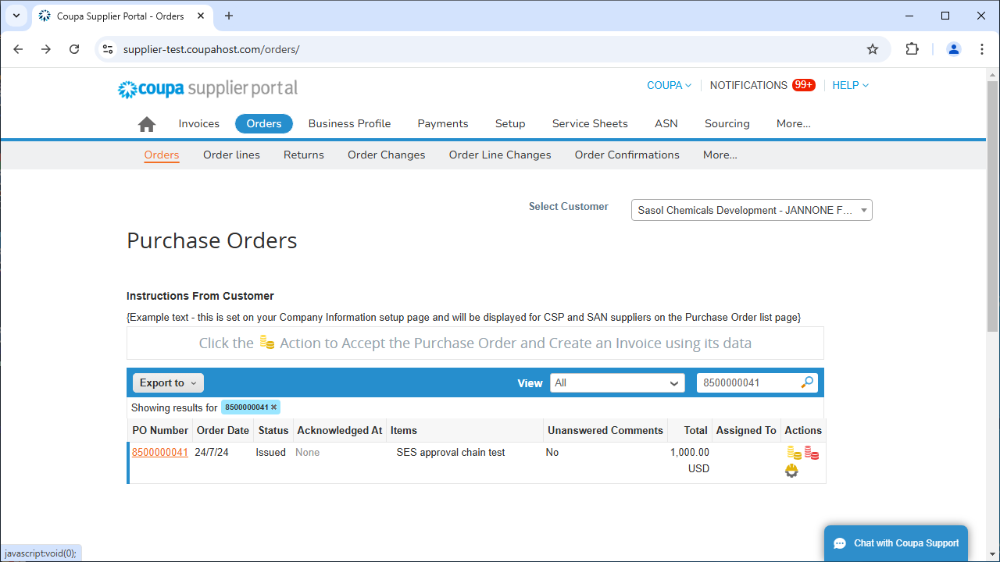 Coupa Supplier Portal - Orders
supplier-test.coupahost.com/orders/
coupa supplier portal
COUPA NOTIFICATIONS 99+ HELP
Invoices Orders Business Profile Payments Setup Service Sheets ASN Sourcing More...
Orders Order lines Returns Order Changes Order Line Changes Order Confirmations More...
Select Customer Sasol Chemicals Development - JANNONE F...
Purchase Orders
Instructions From Customer
{Example text - this is set on your Company Information setup page and will be displayed for CSP and SAN suppliers on the Purchase Order list page}
Click the Action to Accept the Purchase Order and Create an Invoice using its data
Export to View All 8500000041
Showing results for 8500000041
PO Number Order Date Status Acknowledged At Items Unanswered Comments Total Assigned To Actions
8500000041 24/7/24 Issued None SES approval chain test No 1,000.00
USD
Chat with Coupa Support
javascript:void(0);